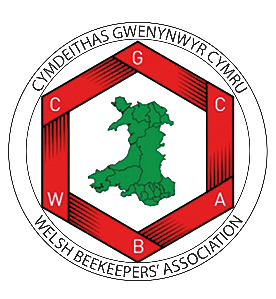 CYMDEITHAS GWENYNWYR CYMRU
G
C C
W A
B
WELSH BEEKEEPERS' ASSOCIATION